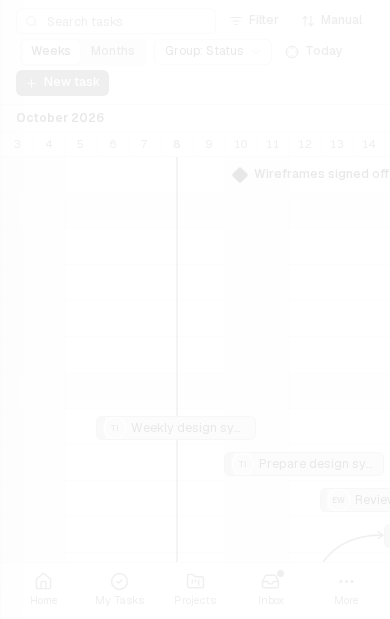 Search tasks
Filter
Manual
Weeks
Months
Group: Status
Today
New task
October 2026
3 4 5 6 7 8 9 10 11 12 13 14
Wireframes signed off
TI Weekly design sy...
TI Prepare design sy...
EW Review
Home
My Tasks
Projects
Inbox
More